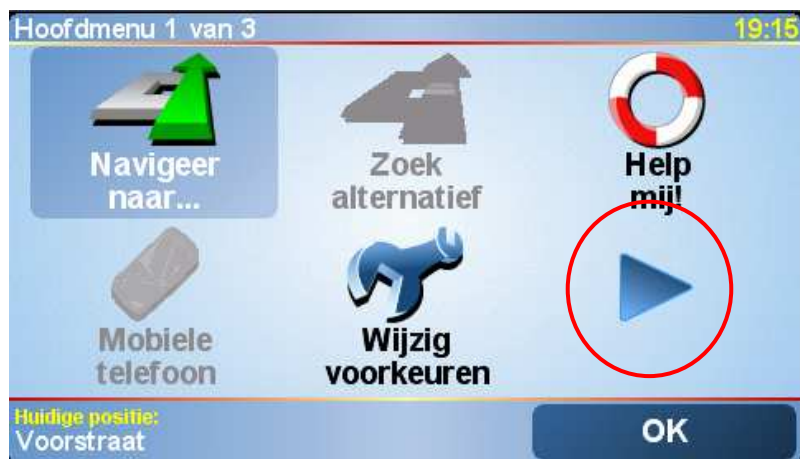 Hoofdmenu 1 van 3
19:15
Navigeer
naar...
Zoek
alternatief
Help
mij!
Mobiele
telefoon
Wijzig
voorkeuren
Huidige positie:
Voorstraat
OK